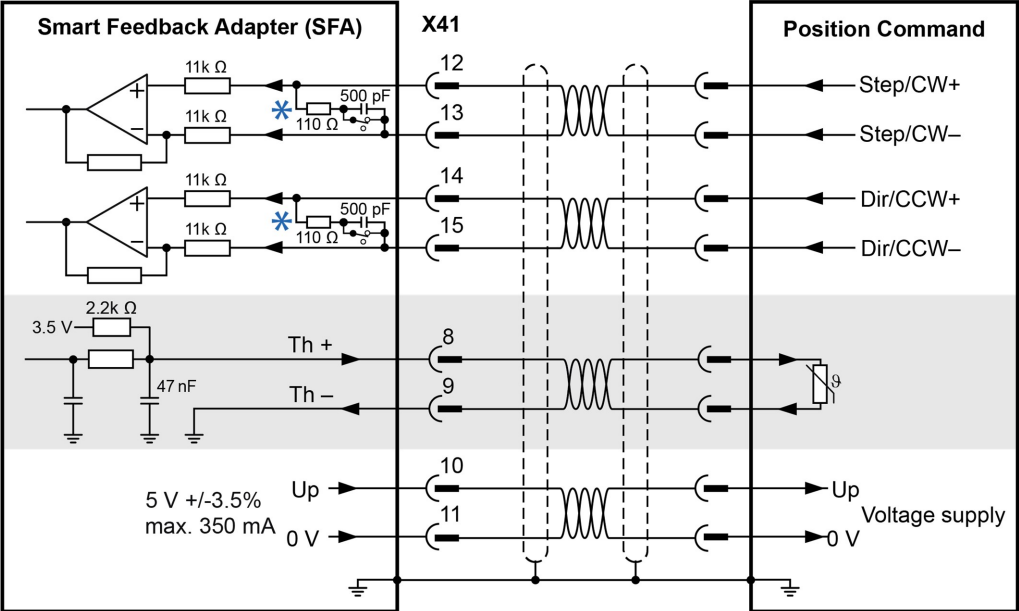 Smart Feedback Adapter (SFA)
X41
Position Command
11k Ω
12
Step/CW+
500 pF
110 Ω
*
11k Ω
13
Step/CW–
11k Ω
14
Dir/CCW+
500 pF
110 Ω
*
11k Ω
15
Dir/CCW–
2.2k Ω
3.5 V
Th +
8
47 nF
Th –
9
ϑ
5 V +/-3.5%
max. 350 mA
Up
10
Up
0 V
11
0 V
Voltage supply